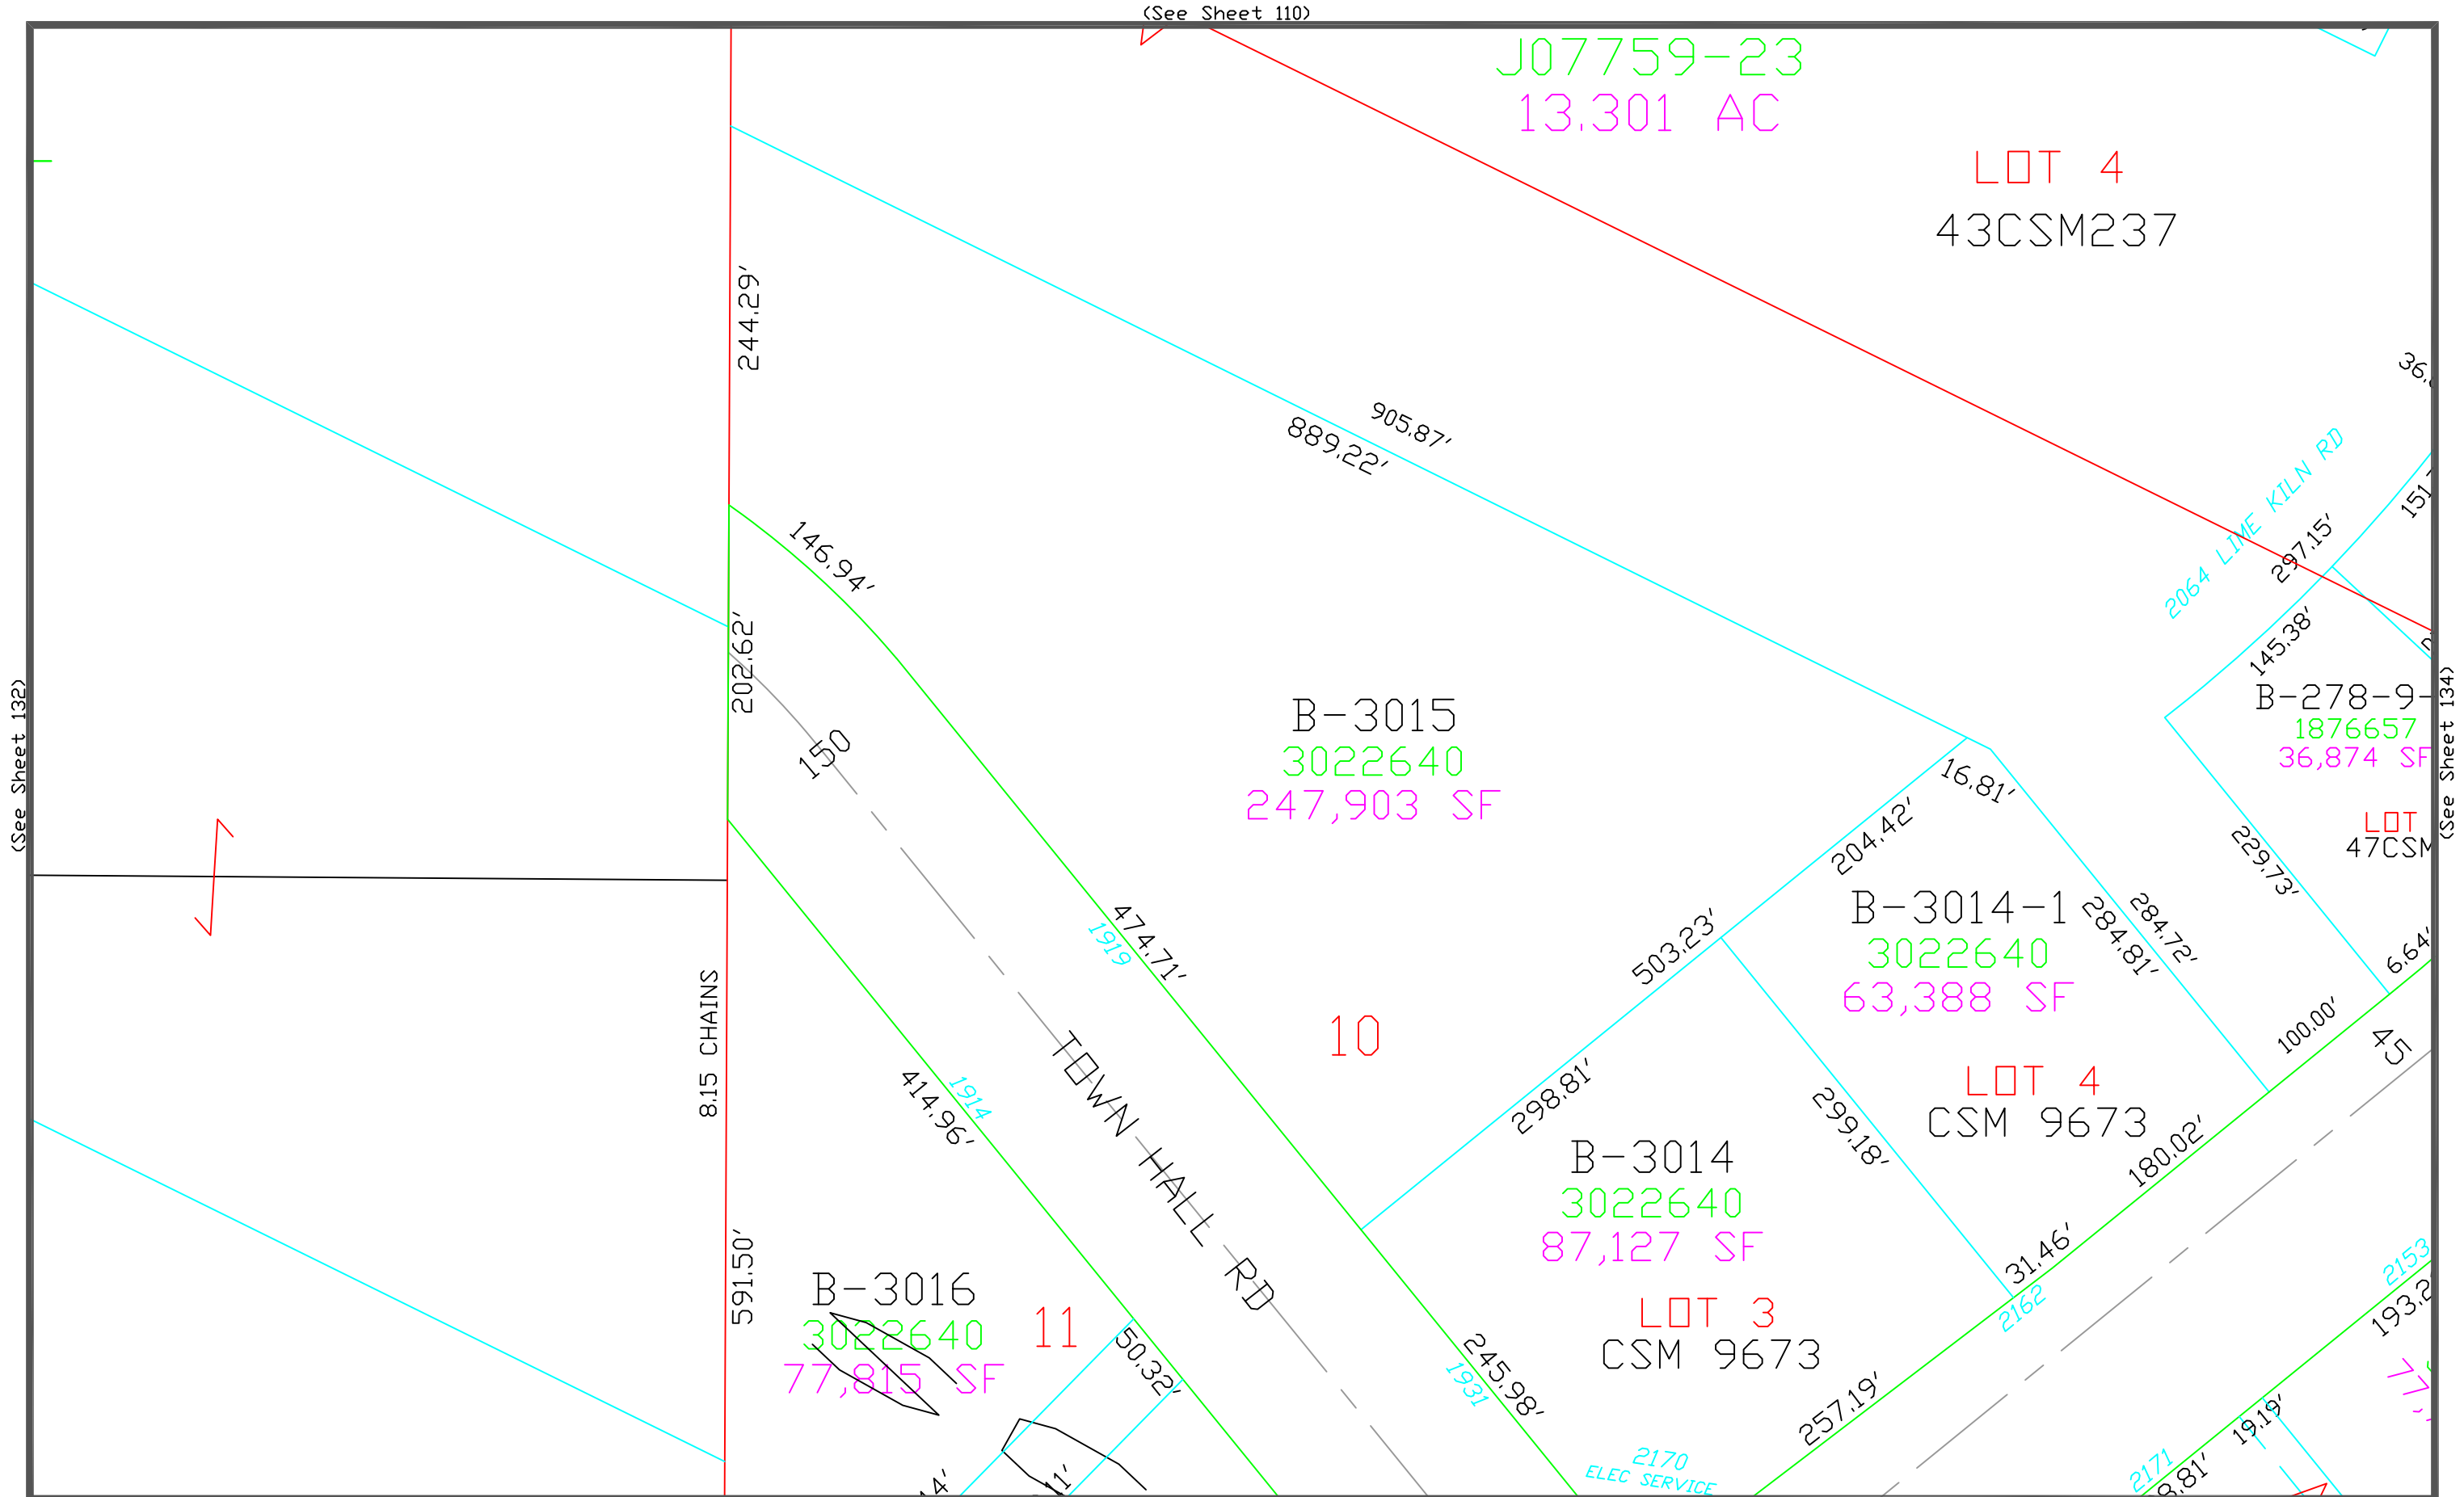 (See Sheet 110)
J07759-23
13.301 AC
LOT 4
43CSM237
244.29'
905.87'
889.22'
2064 LIME KILN RD
297.15'
146.94'
145.38'
202.62'
(See Sheet 132)
(See Sheet 134)
B-3015
3022640
247,903 SF
B-278-9-
1876657
36,874 SF
LOT
47CSM
150
16.81'
204.42'
229.73'
503.23'
B-3014-1
3022640
63,388 SF
284.72'
284.81'
474.71'
1919
6.64'
100.00'
45
8.15 CHAINS
10
LOT 4
CSM 9673
TOWN HALL RD
414.96'
1914
298.81'
299.18'
180.02'
B-3014
3022640
87,127 SF
LOT 3
CSM 9673
31.46'
2162
2153
591.50'
B-3016
3022640
77,815 SF
11
50.32'
245.98'
1931
257.19'
2170
ELEC SERVICE
19.19'
2171